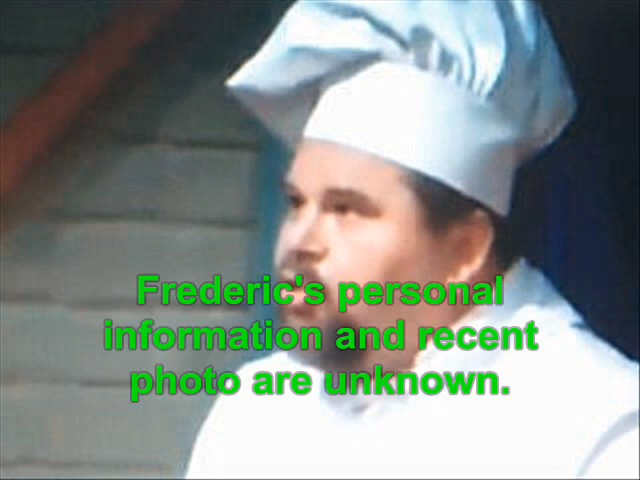 Frederic's personal
information and recent
photo are unknown.